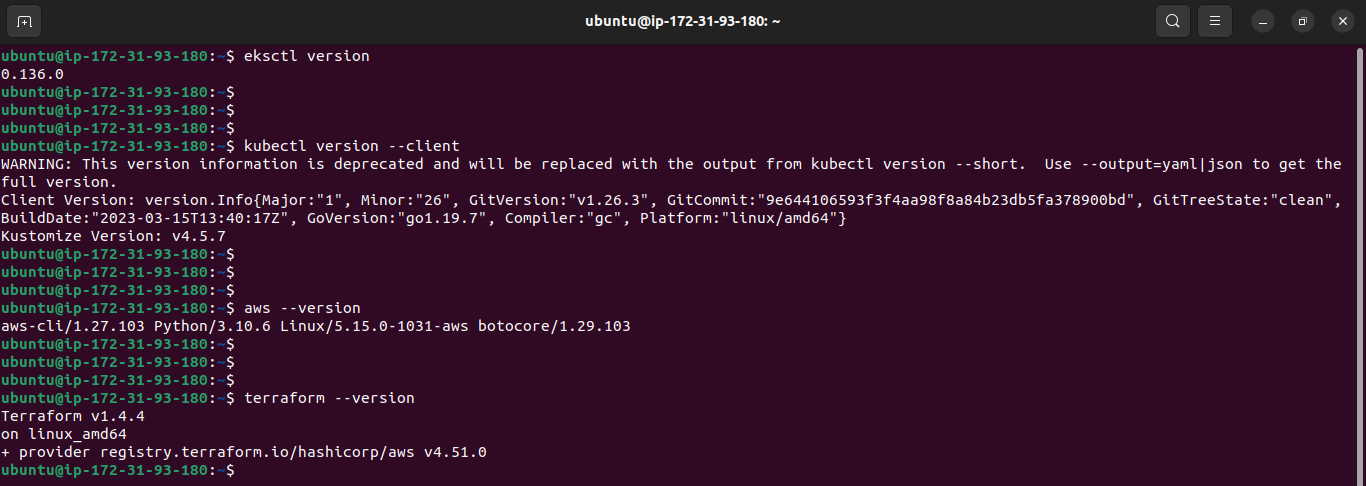 ubuntu@ip-172-31-93-180: ~
ubuntu@ip-172-31-93-180:~$ eksctl version
0.136.0
ubuntu@ip-172-31-93-180:~$
ubuntu@ip-172-31-93-180:~$
ubuntu@ip-172-31-93-180:~$
ubuntu@ip-172-31-93-180:~$ kubectl version --client
WARNING: This version information is deprecated and will be replaced with the output from kubectl version --short.  Use --output=yaml|json to get the
full version.
Client Version: version.Info{Major:"1", Minor:"26", GitVersion:"v1.26.3", GitCommit:"9e644106593f3f4aa98f8a84b23db5fa378900bd", GitTreeState:"clean",
BuildDate:"2023-03-15T13:40:17Z", GoVersion:"go1.19.7", Compiler:"gc", Platform:"linux/amd64"}
Kustomize Version: v4.5.7
ubuntu@ip-172-31-93-180:~$
ubuntu@ip-172-31-93-180:~$
ubuntu@ip-172-31-93-180:~$
ubuntu@ip-172-31-93-180:~$ aws --version
aws-cli/1.27.103 Python/3.10.6 Linux/5.15.0-1031-aws botocore/1.29.103
ubuntu@ip-172-31-93-180:~$
ubuntu@ip-172-31-93-180:~$
ubuntu@ip-172-31-93-180:~$
ubuntu@ip-172-31-93-180:~$ terraform --version
Terraform v1.4.4
on linux_amd64
+ provider registry.terraform.io/hashicorp/aws v4.51.0
ubuntu@ip-172-31-93-180:~$